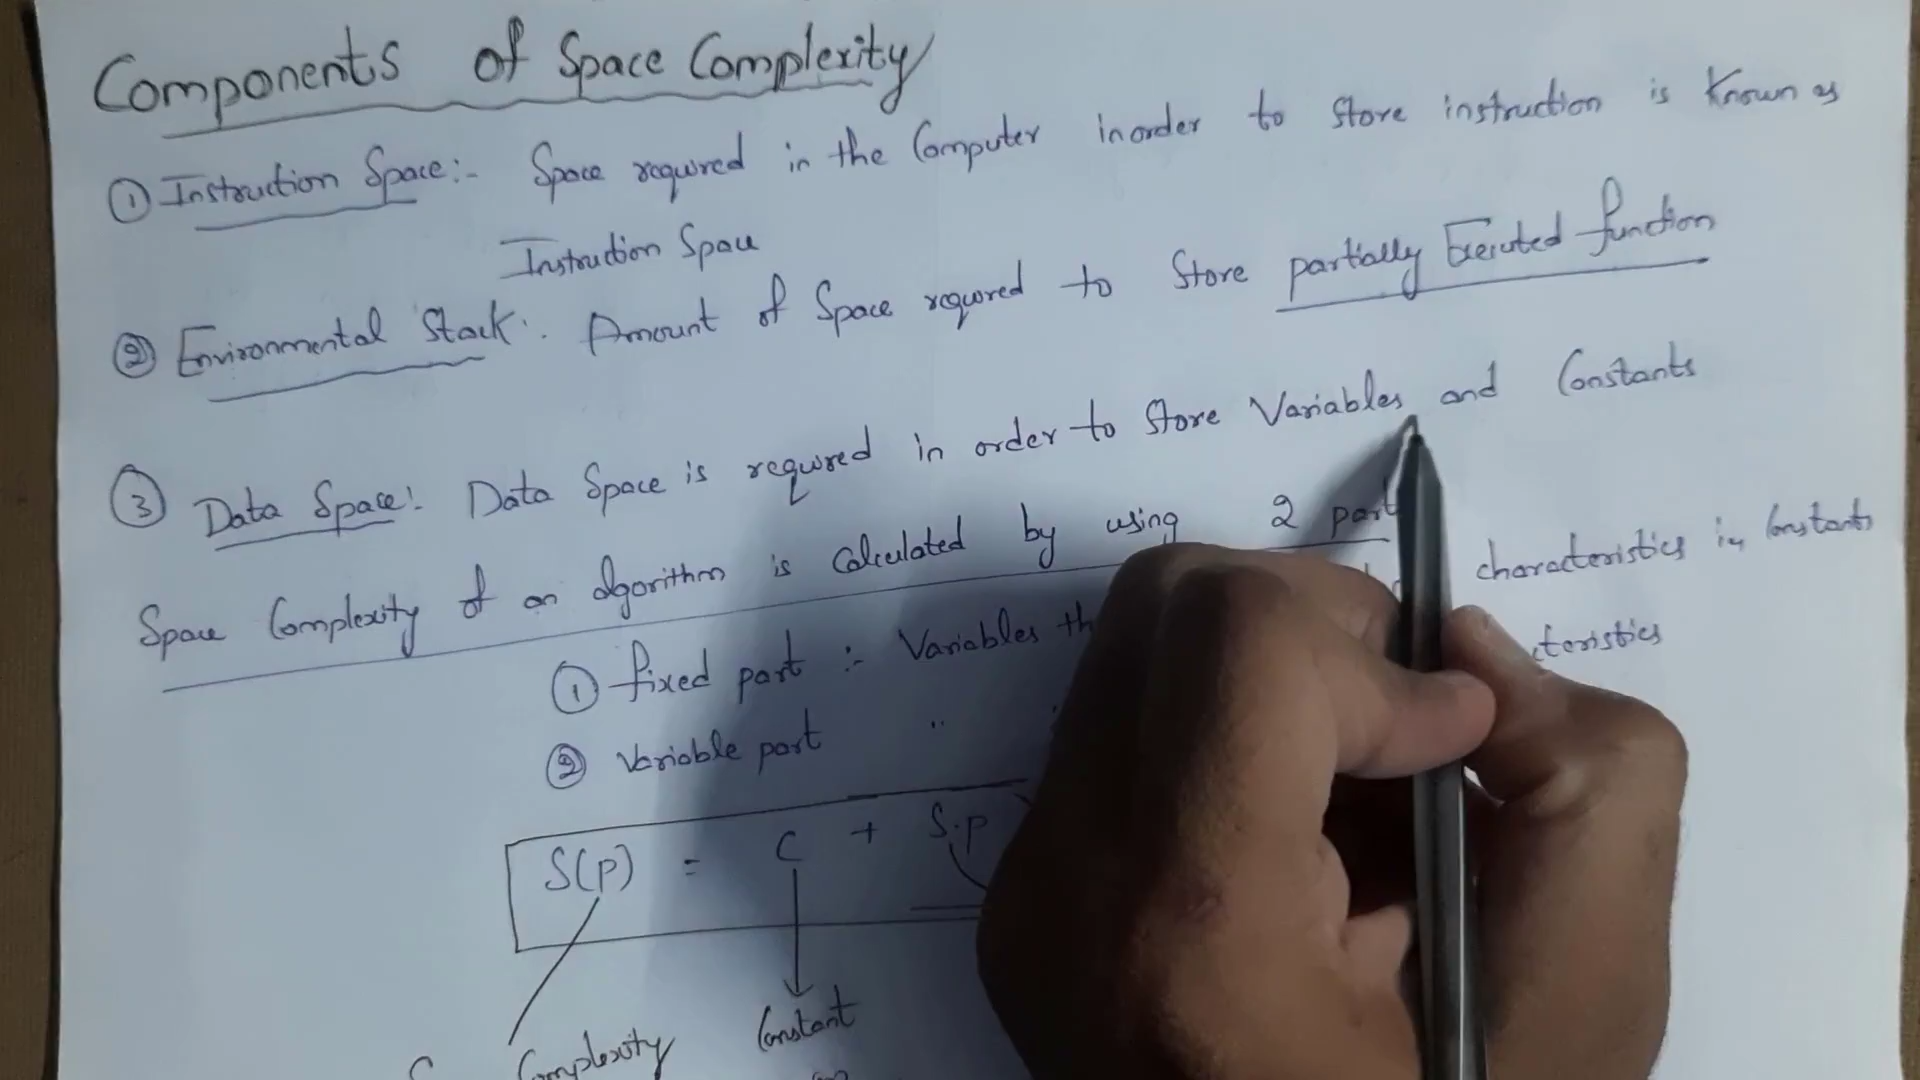 Components of Space Complexity
① Instruction Space:- Space required in the Computer inorder to Store instruction is Known as
Instruction Space
② Environmental Stack:. Amount of Space required to Store partially Executed function
③ Data Space: Data Space is required in order to Store Variables and Constants
Space Complexity of an algorithm is Calculated by using 2 part
① fixed part :- Variables characteristics is Constants
② Variable part " cteristics
S(p) = C + S.p
Complexity Constant